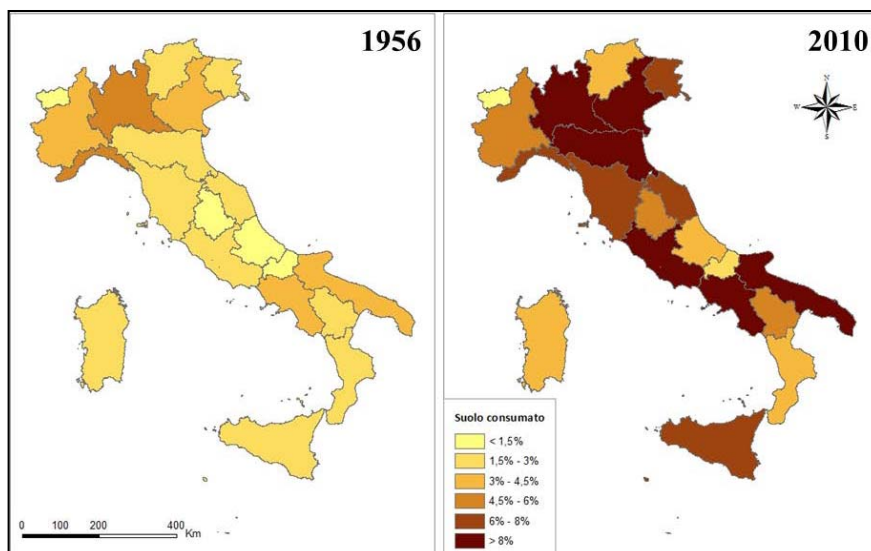 1956
2010
N
W
E
S
Suolo consumato
< 1,5%
1,5% - 3%
3% - 4,5%
4,5% - 6%
6% - 8%
> 8%
0 100 200 400
Km